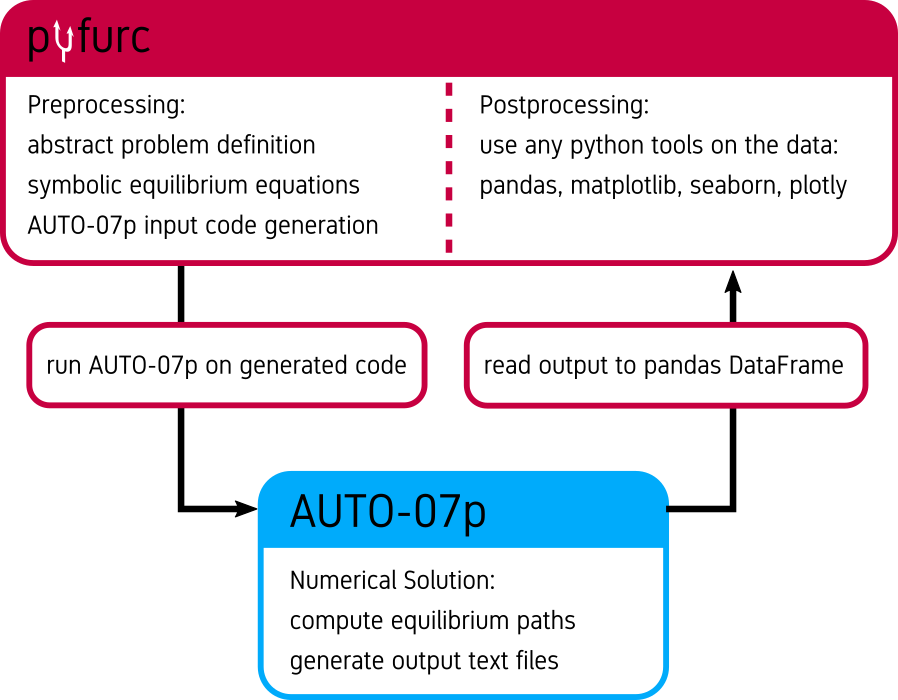 pyfurc
Preprocessing:
abstract problem definition
symbolic equilibrium equations
AUTO-07p input code generation
Postprocessing:
use any python tools on the data:
pandas, matplotlib, seaborn, plotly
run AUTO-07p on generated code
read output to pandas DataFrame
AUTO-07p
Numerical Solution:
compute equilibrium paths
generate output text files